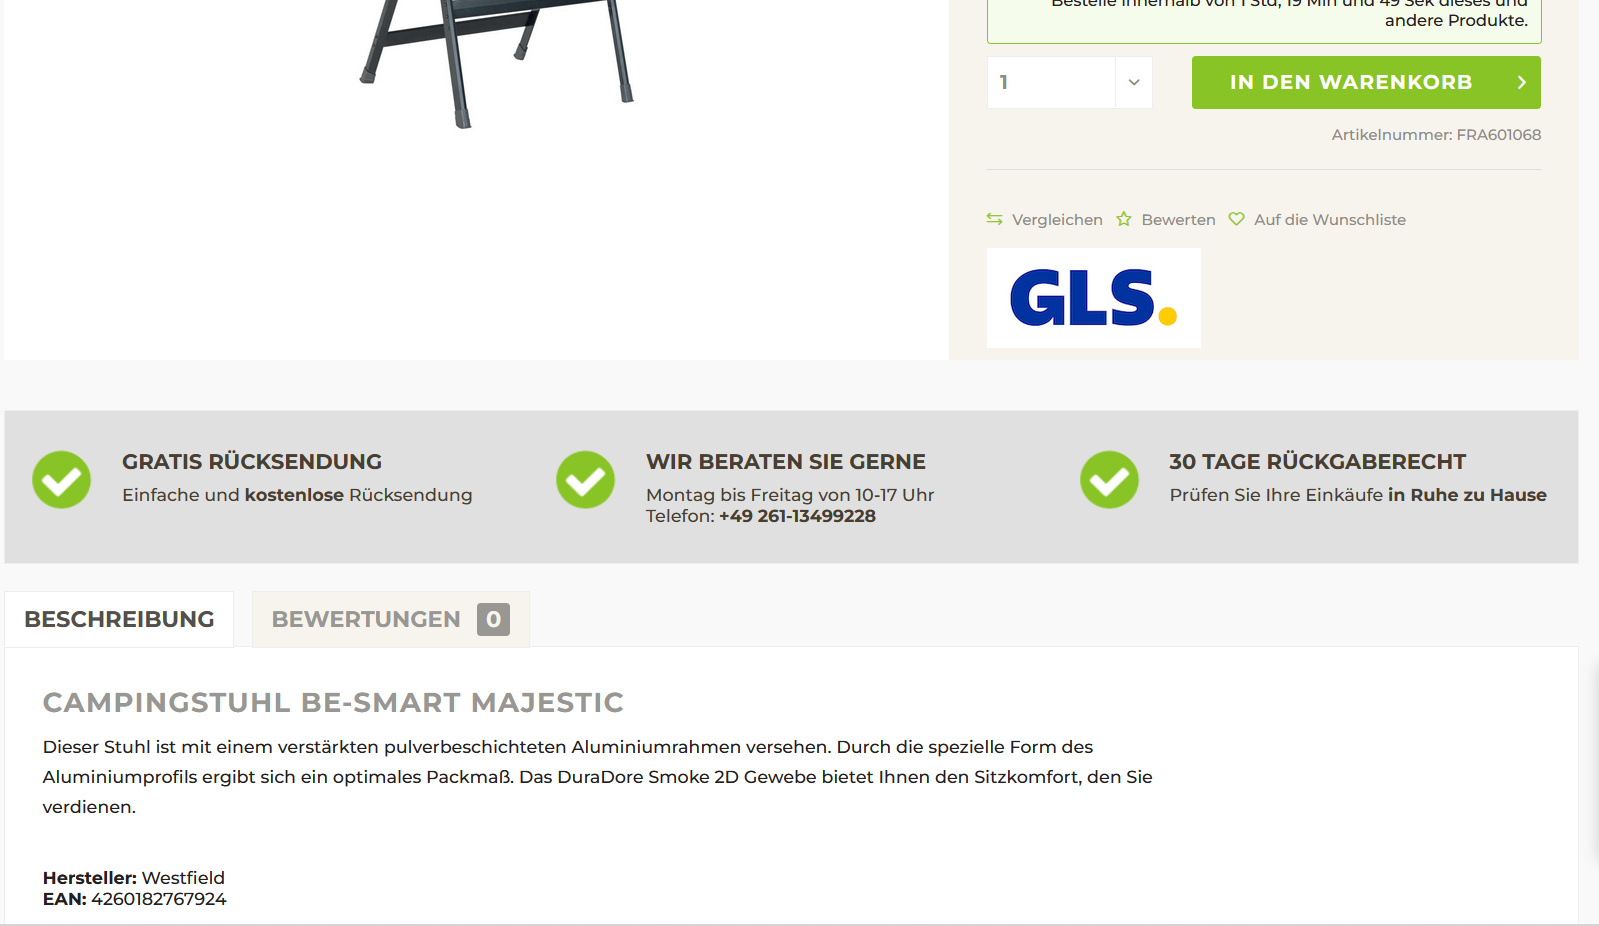 Bestelle innerhalb von 1 Std, 19 Min und 49 Sek dieses und
andere Produkte.
1
IN DEN WARENKORB
Artikelnummer: FRA601068
Vergleichen Bewerten Auf die Wunschliste
GLS.
GRATIS RÜCKSENDUNG
Einfache und kostenlose Rücksendung
WIR BERATEN SIE GERNE
Montag bis Freitag von 10-17 Uhr
Telefon: +49 261-13499228
30 TAGE RÜCKGABERECHT
Prüfen Sie Ihre Einkäufe in Ruhe zu Hause
BESCHREIBUNG
BEWERTUNGEN 0
CAMPINGSTUHL BE-SMART MAJESTIC
Dieser Stuhl ist mit einem verstärkten pulverbeschichteten Aluminiumrahmen versehen. Durch die spezielle Form des
Aluminiumprofils ergibt sich ein optimales Packmaß. Das DuraDore Smoke 2D Gewebe bietet Ihnen den Sitzkomfort, den Sie
verdienen.
Hersteller: Westfield
EAN: 4260182767924